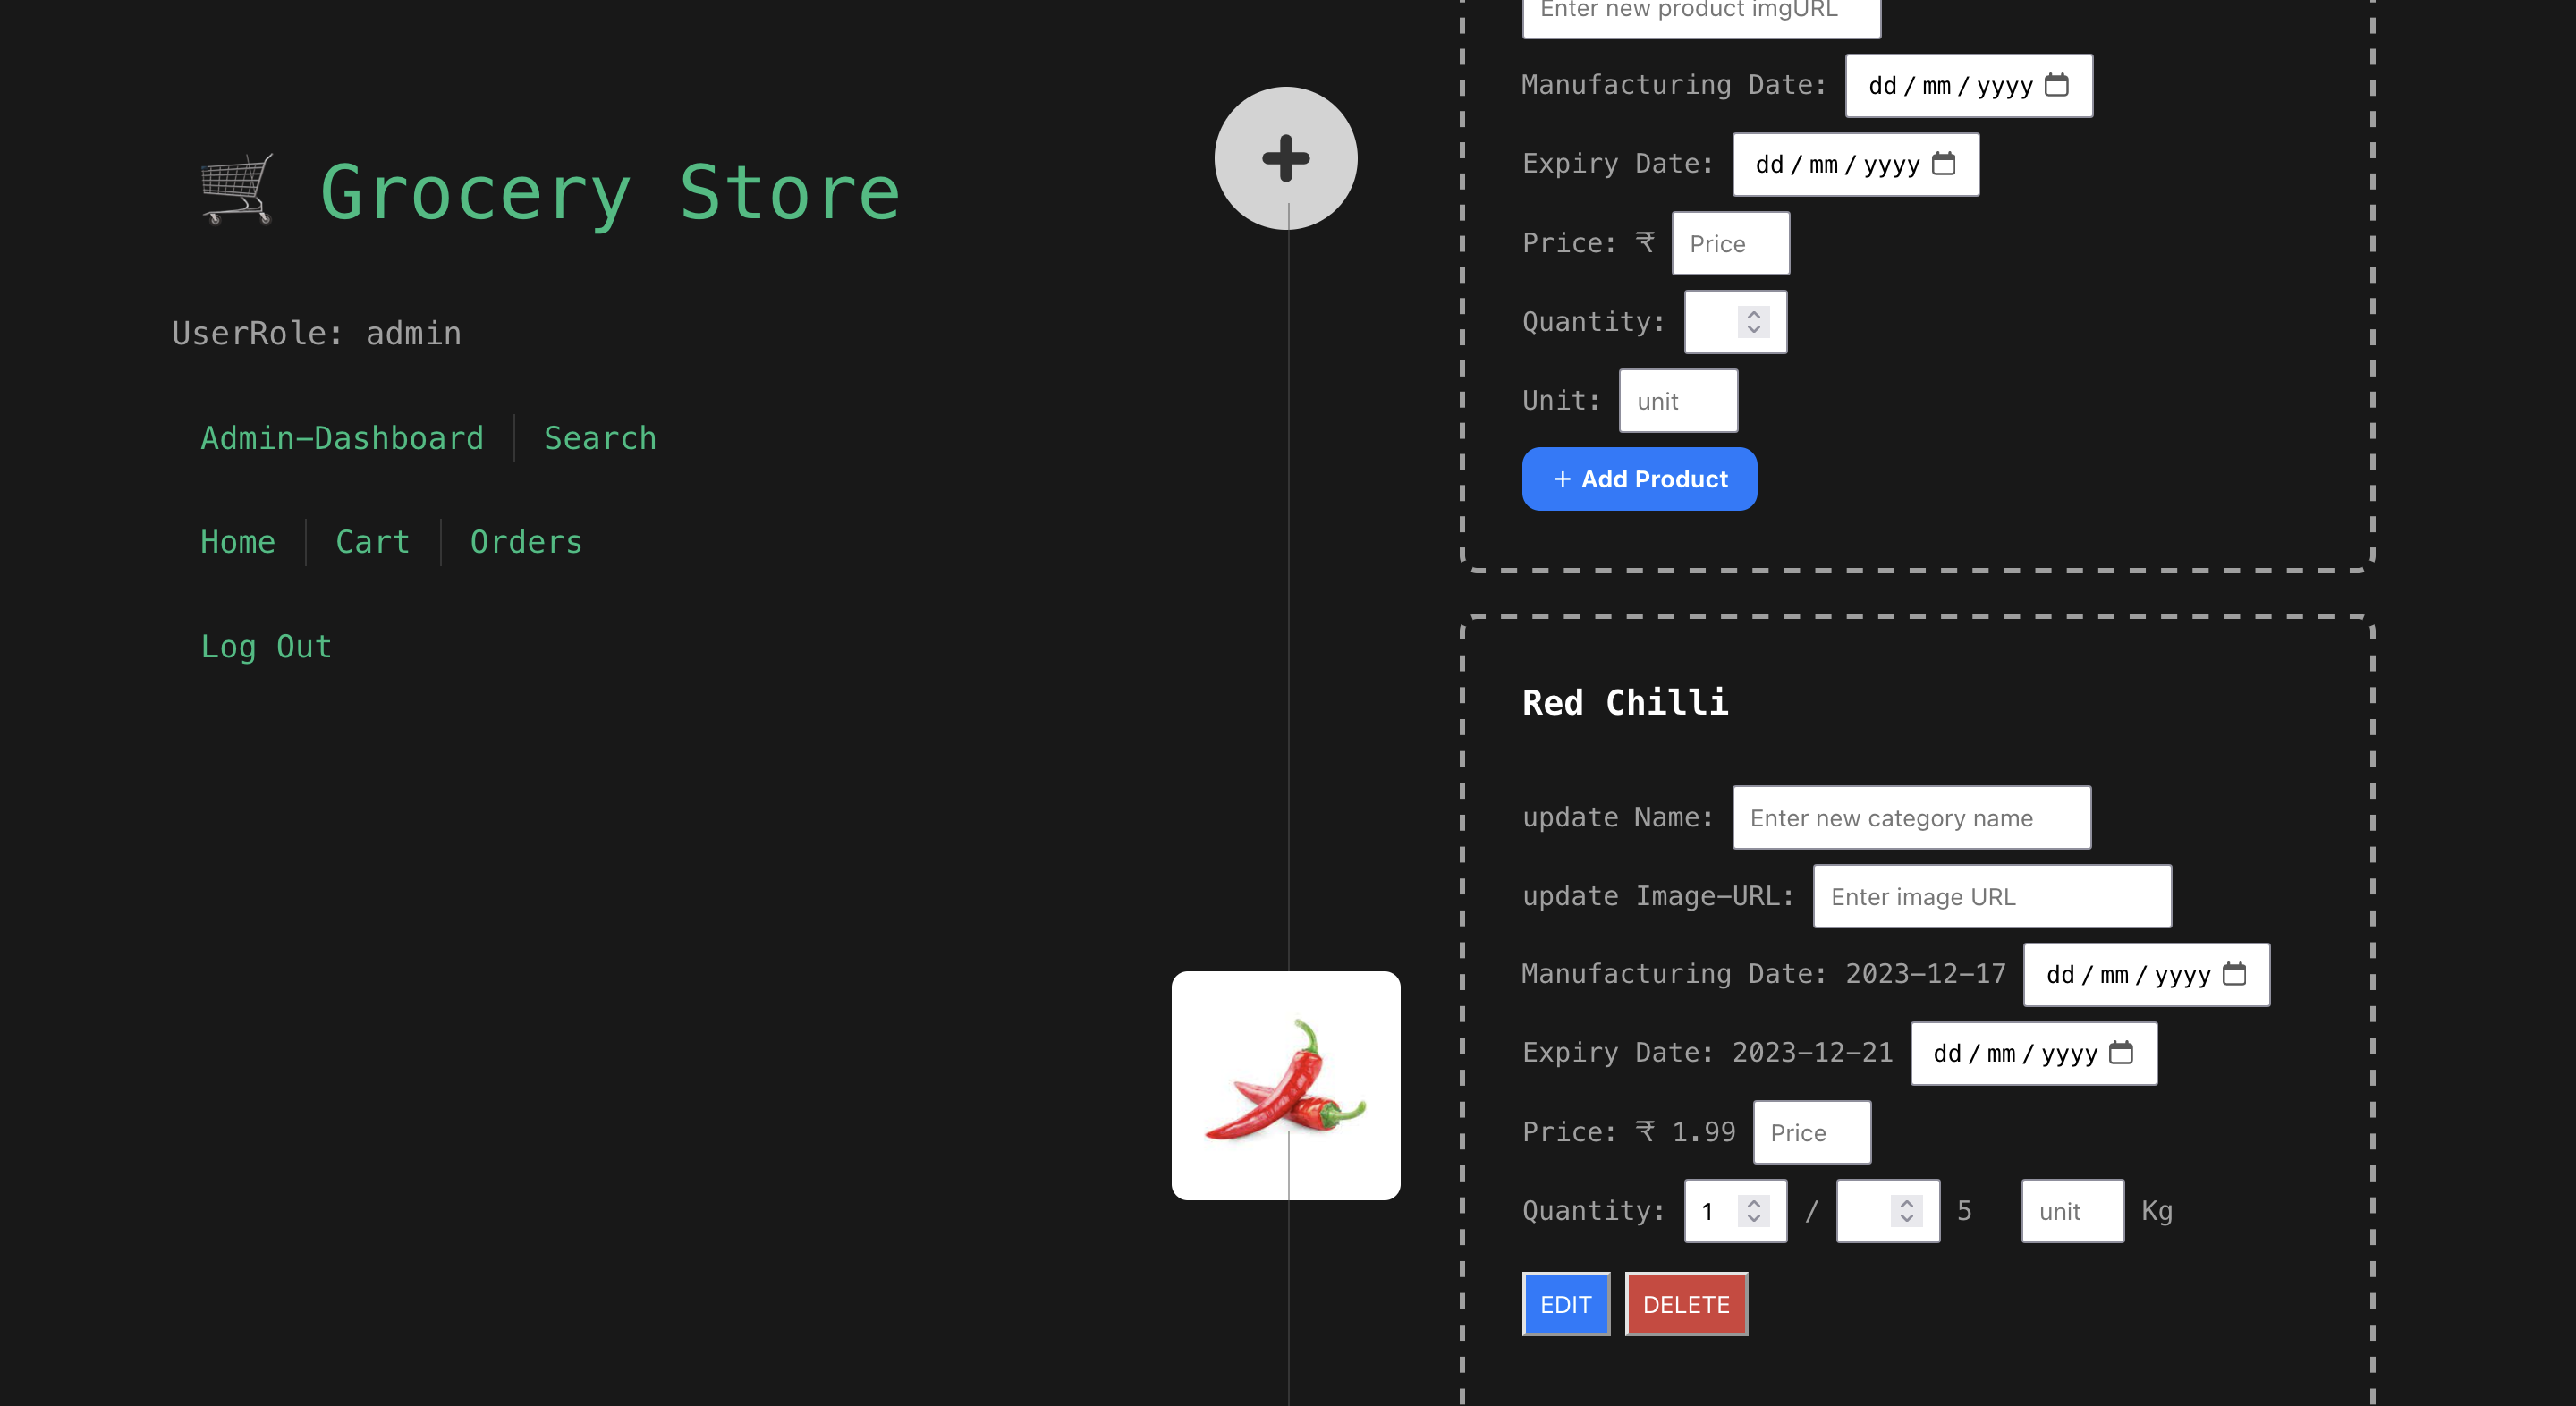 Grocery Store
UserRole: admin
Admin-Dashboard Search
Home Cart Orders
Log Out
Enter new product imgURL
Manufacturing Date: dd/mm/yyyy
Expiry Date: dd/mm/yyyy
Price: ₹ Price
Quantity:
Unit: unit
+ Add Product
Red Chilli
update Name: Enter new category name
update Image-URL: Enter image URL
Manufacturing Date: 2023-12-17 dd/mm/yyyy
Expiry Date: 2023-12-21 dd/mm/yyyy
Price: ₹ 1.99 Price
Quantity: 1 / 5 unit Kg
EDIT DELETE